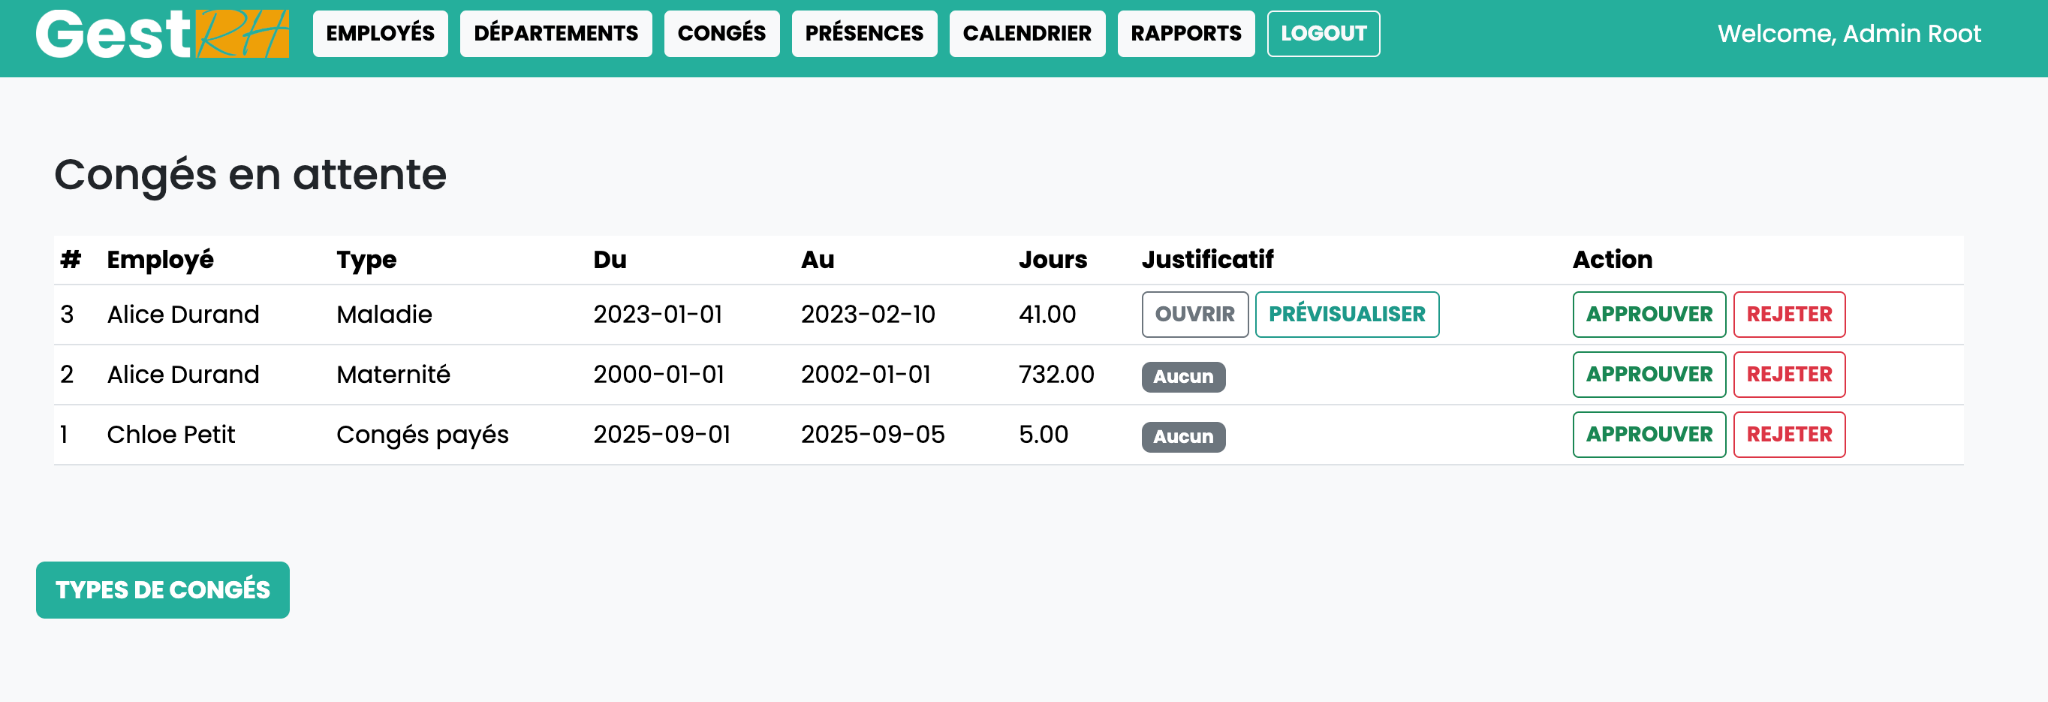 GestRH EMPLOYÉS DÉPARTEMENTS CONGÉS PRÉSENCES CALENDRIER RAPPORTS LOGOUT Welcome, Admin Root
Congés en attente
# Employé Type Du Au Jours Justificatif Action
3 Alice Durand Maladie 2023-01-01 2023-02-10 41.00 OUVRIR PRÉVISUALISER APPROUVER REJETER
2 Alice Durand Maternité 2000-01-01 2002-01-01 732.00 Aucun APPROUVER REJETER
1 Chloe Petit Congés payés 2025-09-01 2025-09-05 5.00 Aucun APPROUVER REJETER
TYPES DE CONGÉS